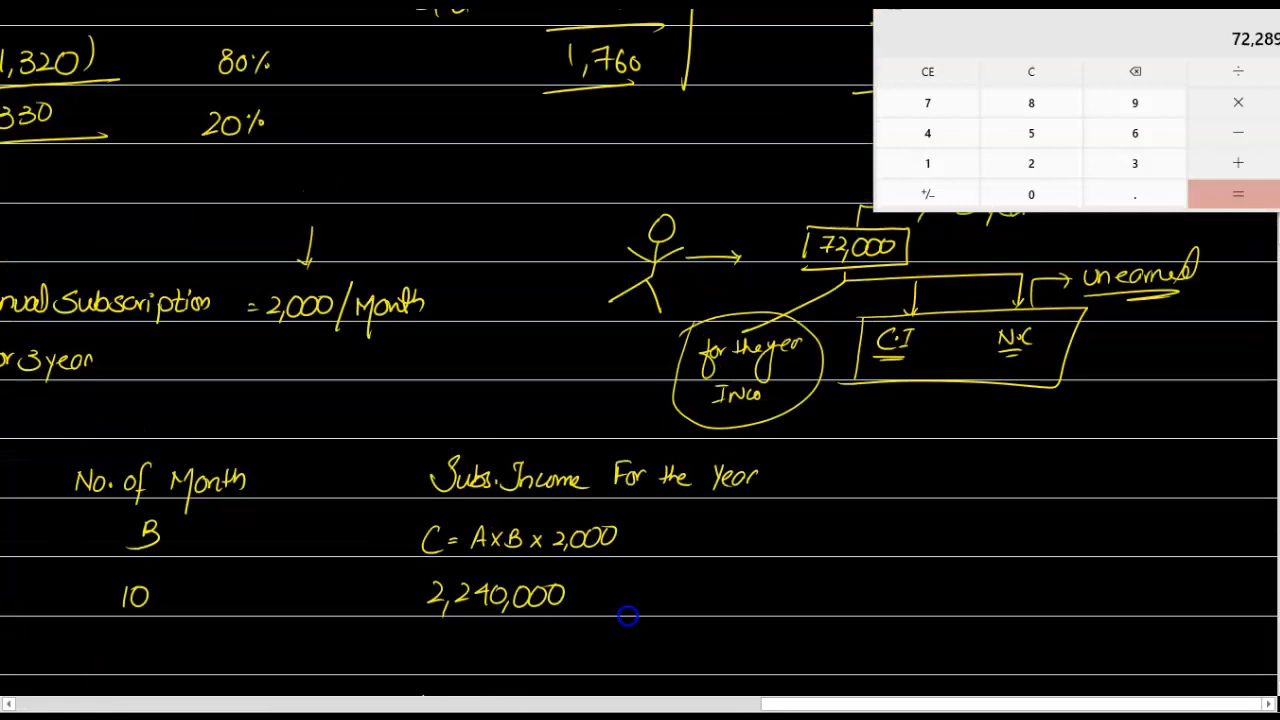 72,289
1,320) 80% 1,760
CE C ÷
330 20%
7 8 9 ×
4 5 6 −
1 2 3 +
+/− 0 . =
72,000
unearned
nual Subscription = 2,000/Month
C.I N.C
for the year
or 3 year
INCO
No. of Month Subs. Income For the Year
B C = A×B × 2,000
10 2,240,000